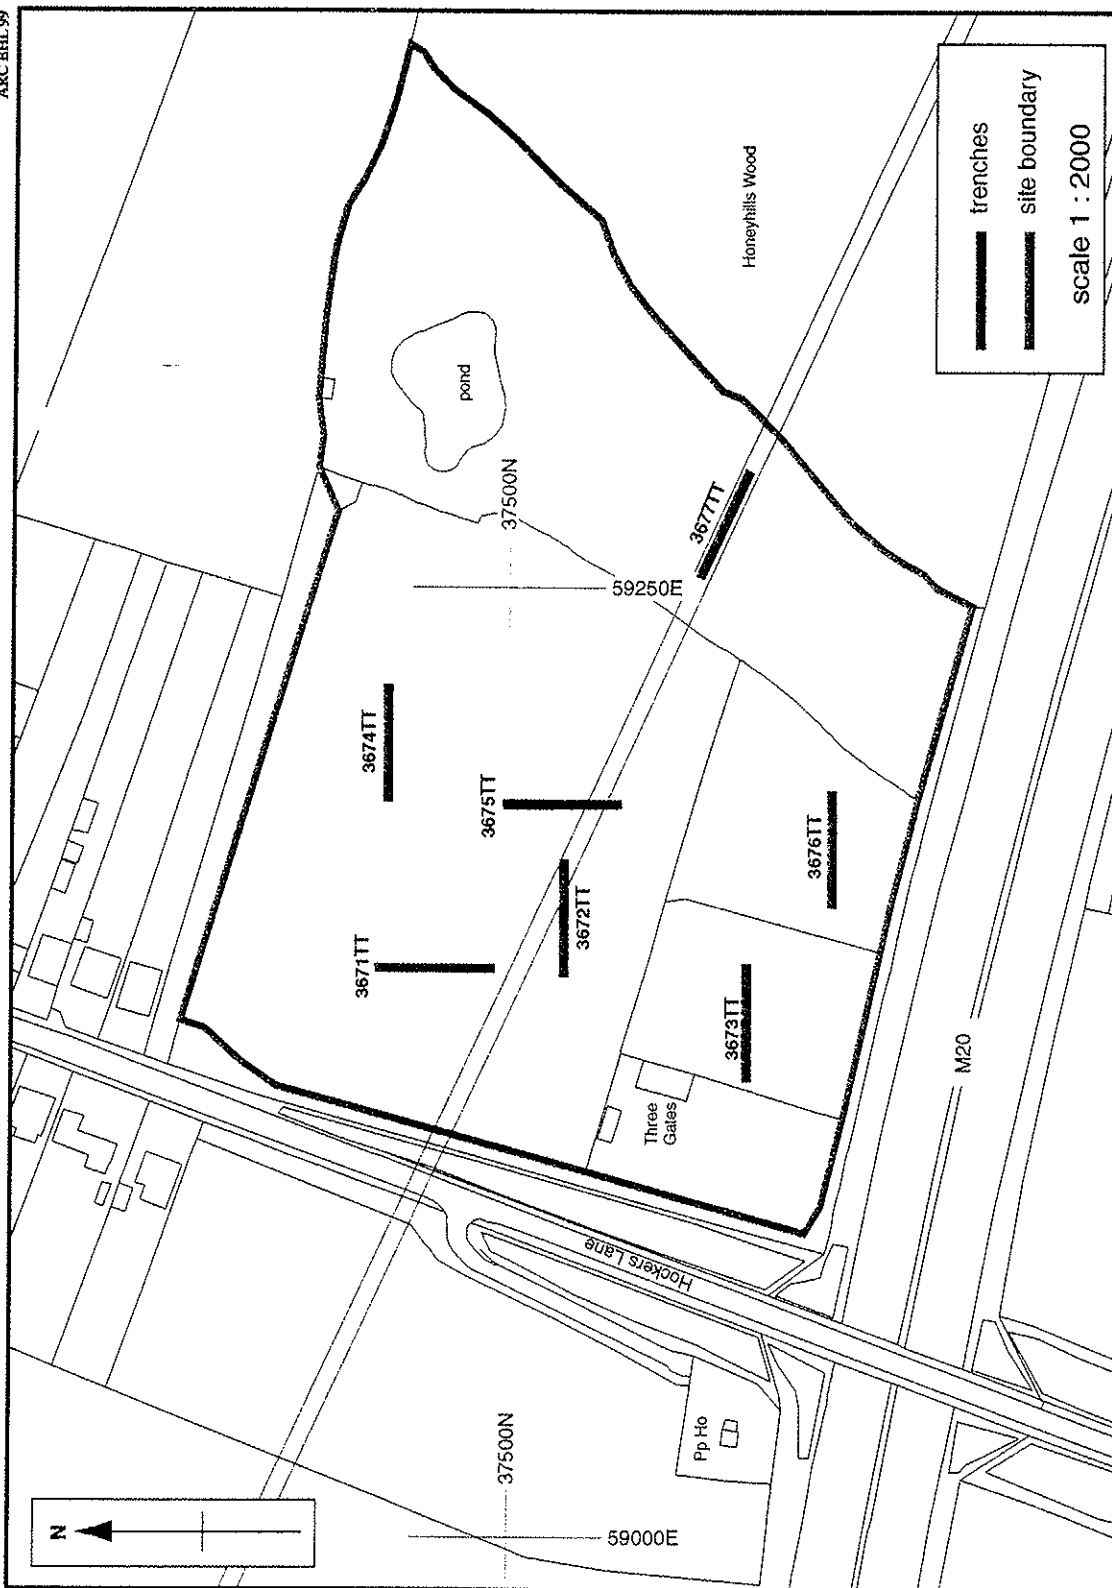 ARC BHL 99
Honeyhills Wood
trenches
site boundary
scale 1 : 2000
pond
37500N
3677TT
59250E
3674TT
3675TT
3676TT
3671TT
3672TT
3673TT
M20
Three
Gates
Hockers Lane
Pp Ho
37500N
N
59000E